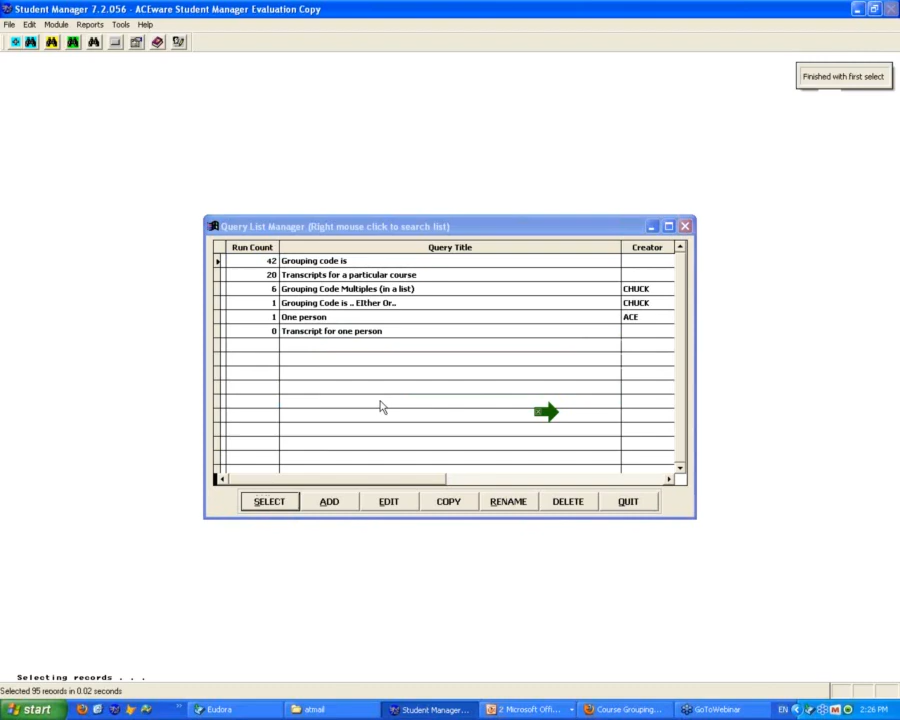 Student Manager 7.2.056 - ACEware Student Manager Evaluation Copy
File Edit Module Reports Tools Help
Finished with first select
Query List Manager (Right mouse click to search list)
Run Count Query Title Creator
42 Grouping code is
20 Transcripts for a particular course
6 Grouping Code Multiples (in a list) CHUCK
1 Grouping Code is .. EIther Or.. CHUCK
1 One person ACE
0 Transcript for one person
SELECT ADD EDIT COPY RENAME DELETE QUIT
Selecting records . . .
Selected 95 records in 0.02 seconds
start Eudora atmail Student Manager... 2 Microsoft Offi... Course Grouping... GoToWebinar EN 2:26 PM